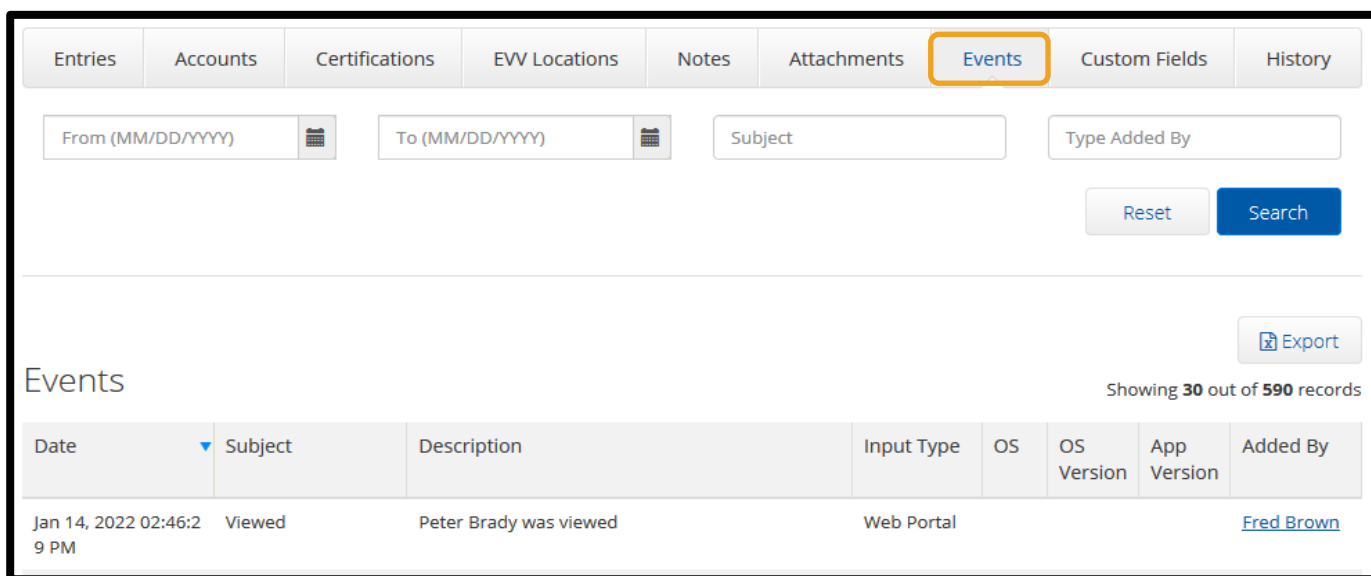 Entries Accounts Certifications EVV Locations Notes Attachments Events Custom Fields History
From (MM/DD/YYYY) To (MM/DD/YYYY) Subject Type Added By
Reset Search
Export
Events
Showing 30 out of 590 records
Date Subject Description Input Type OS OS Version App Version Added By
Jan 14, 2022 02:46:2 Viewed Peter Brady was viewed Web Portal Fred Brown
9 PM